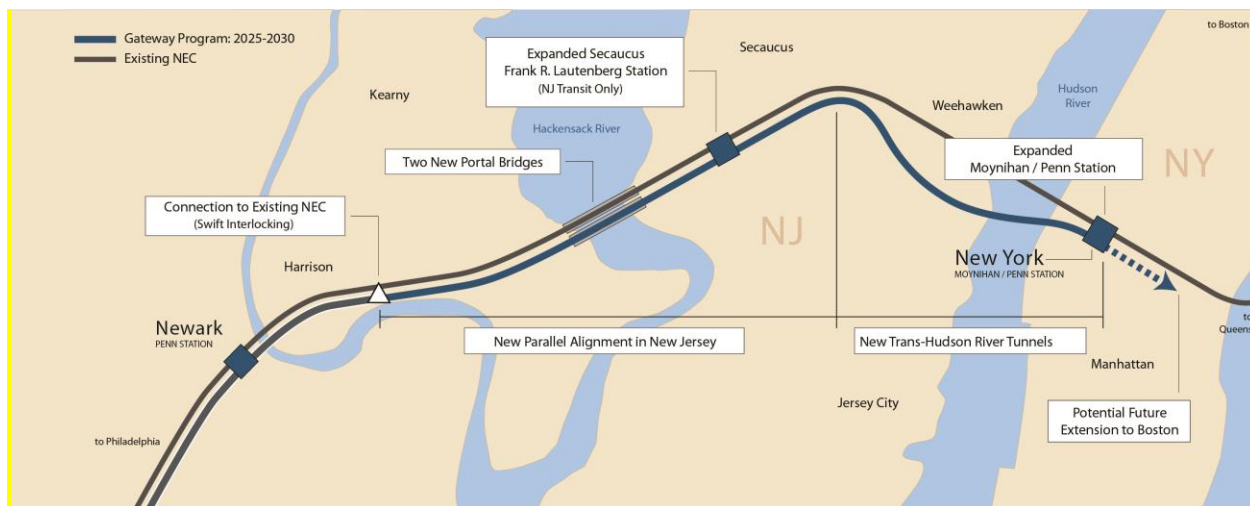 Gateway Program: 2025-2030
Existing NEC
to Boston
Secaucus
Expanded Secaucus
Frank R. Lautenberg Station
(NJ Transit Only)
Kearny
Hudson
River
Weehawken
Hackensack River
Expanded
Moynihan / Penn Station
NY
Two New Portal Bridges
Connection to Existing NEC
(Swift Interlocking)
NJ
Harrison
New York
MOYNIHAN / PENN STATION
Newark
PENN STATION
to
Queens
New Parallel Alignment in New Jersey
New Trans-Hudson River Tunnels
Manhattan
Jersey City
Potential Future
Extension to Boston
to Philadelphia